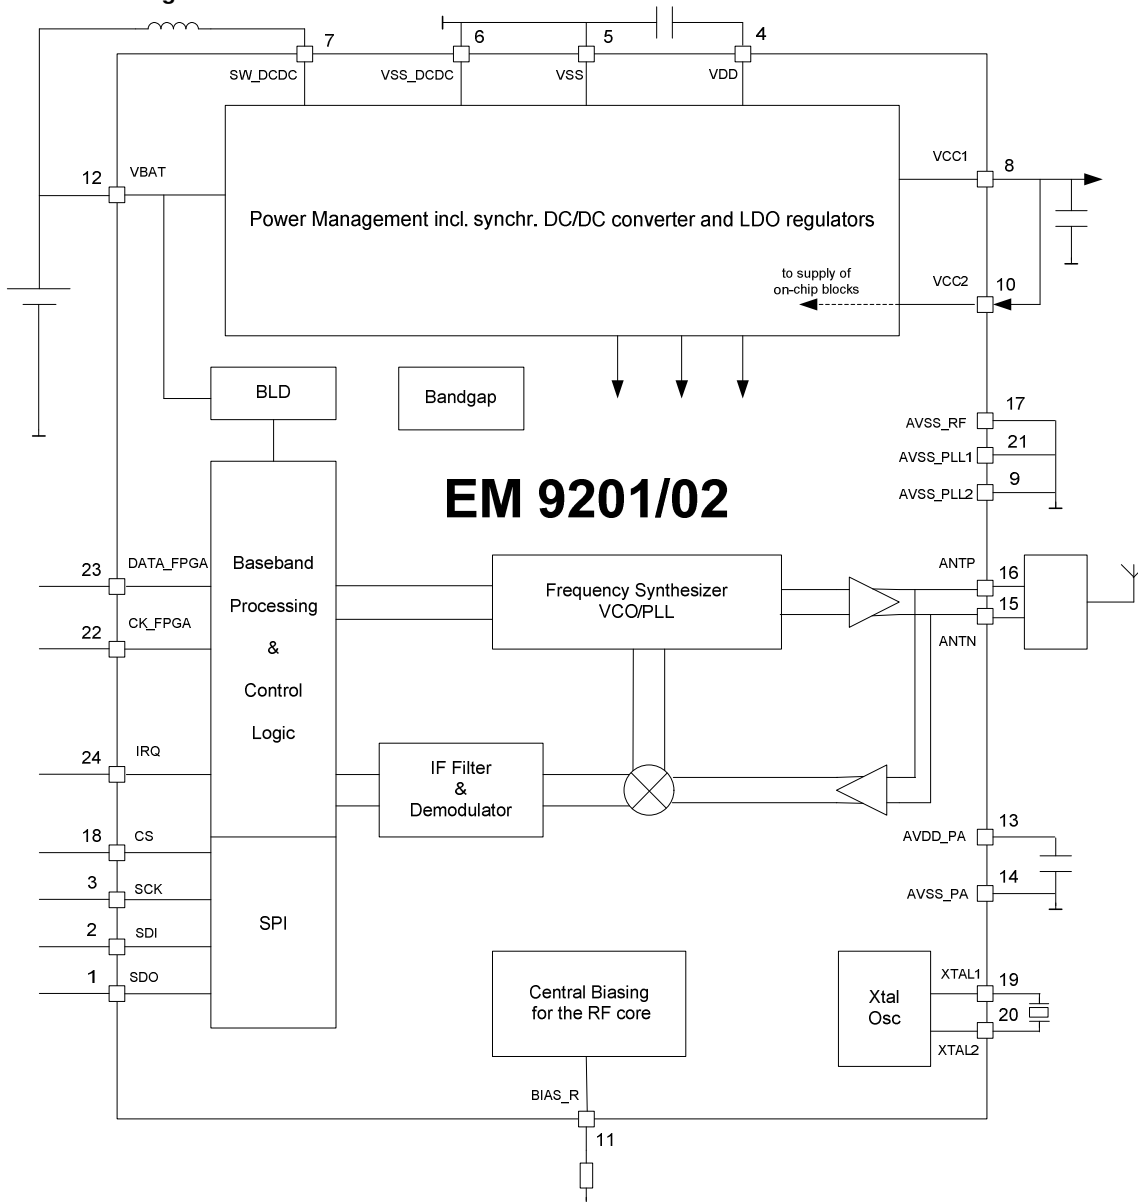 7
6
5
4
SW_DCDC
VSS_DCDC
VSS
VDD
12
VBAT
VCC1
8
Power Management incl. synchr. DC/DC converter and LDO regulators
to supply of
on-chip blocks
VCC2
10
BLD
Bandgap
17
AVSS_RF
21
AVSS_PLL1
9
AVSS_PLL2
EM 9201/02
23
DATA_FPGA
22
CK_FPGA
Baseband
Processing
&
Control
Logic
Frequency Synthesizer
VCO/PLL
ANTP
16
15
ANTN
24
IRQ
IF Filter
&
Demodulator
18
CS
3
SCK
2
SDI
1
SDO
SPI
13
AVDD_PA
14
AVSS_PA
Central Biasing
for the RF core
Xtal
Osc
XTAL1
19
20
XTAL2
BIAS_R
11